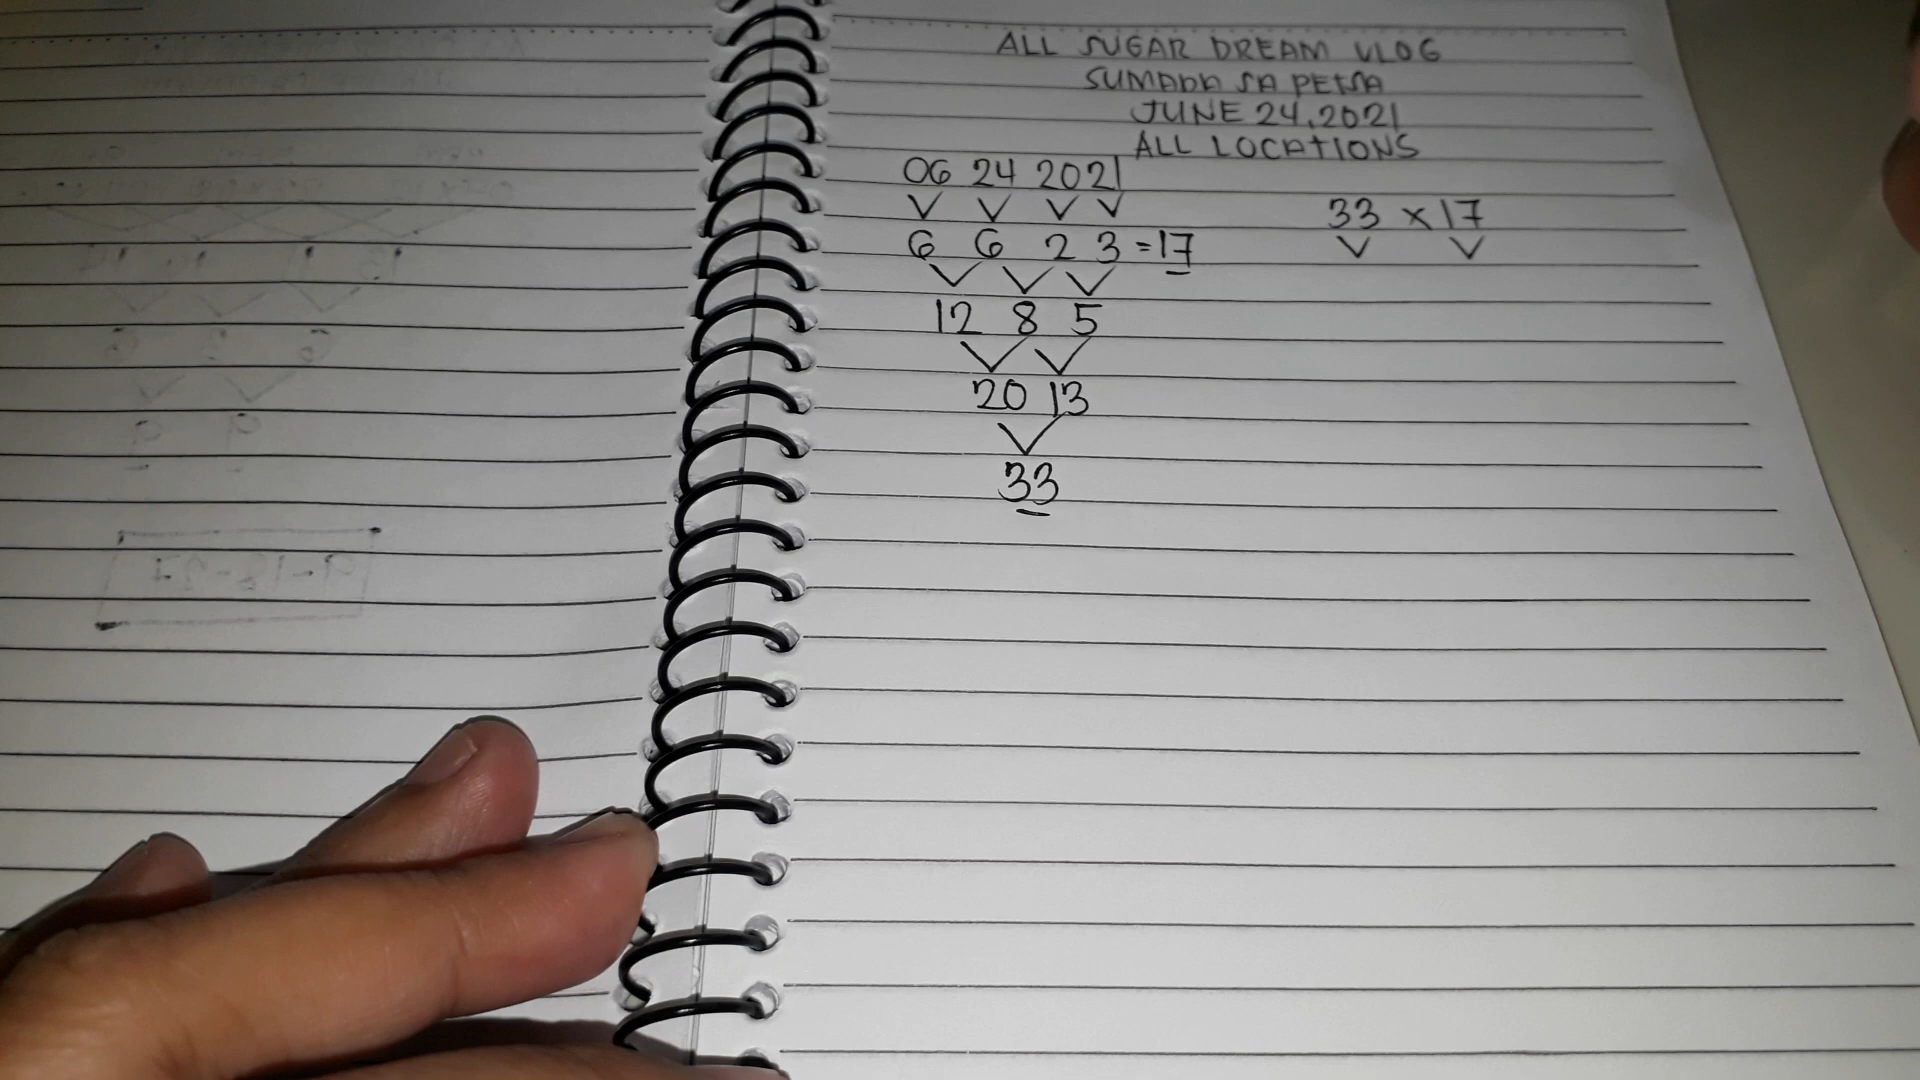 ALL SUGAR DREAM VLOG
SUMADA SA PETSA
JUNE 24, 2021
ALL LOCATIONS
06 24 2021
6 6 2 3 = 17
33 x 17
12 8 5
20 13
33